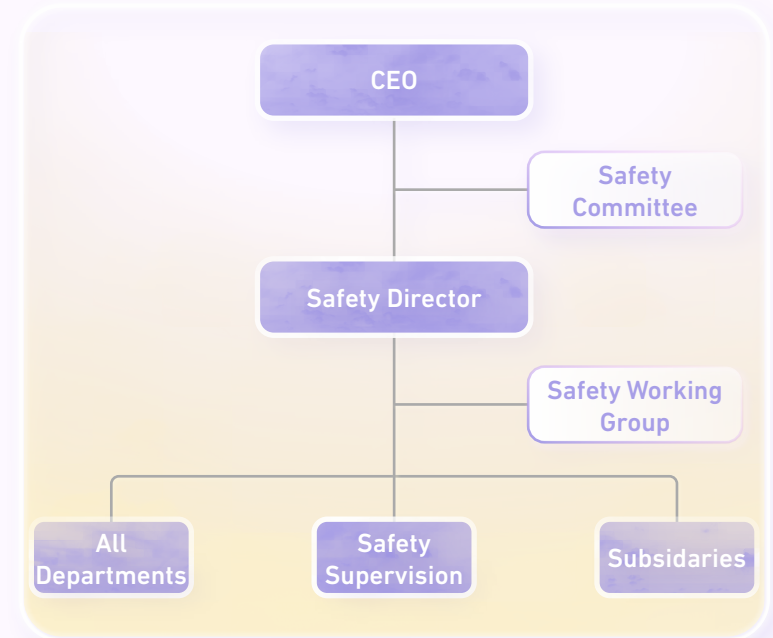 CEO
Safety
Committee
Safety Director
Safety Working
Group
All
Departments
Safety
Supervision
Subsidaries